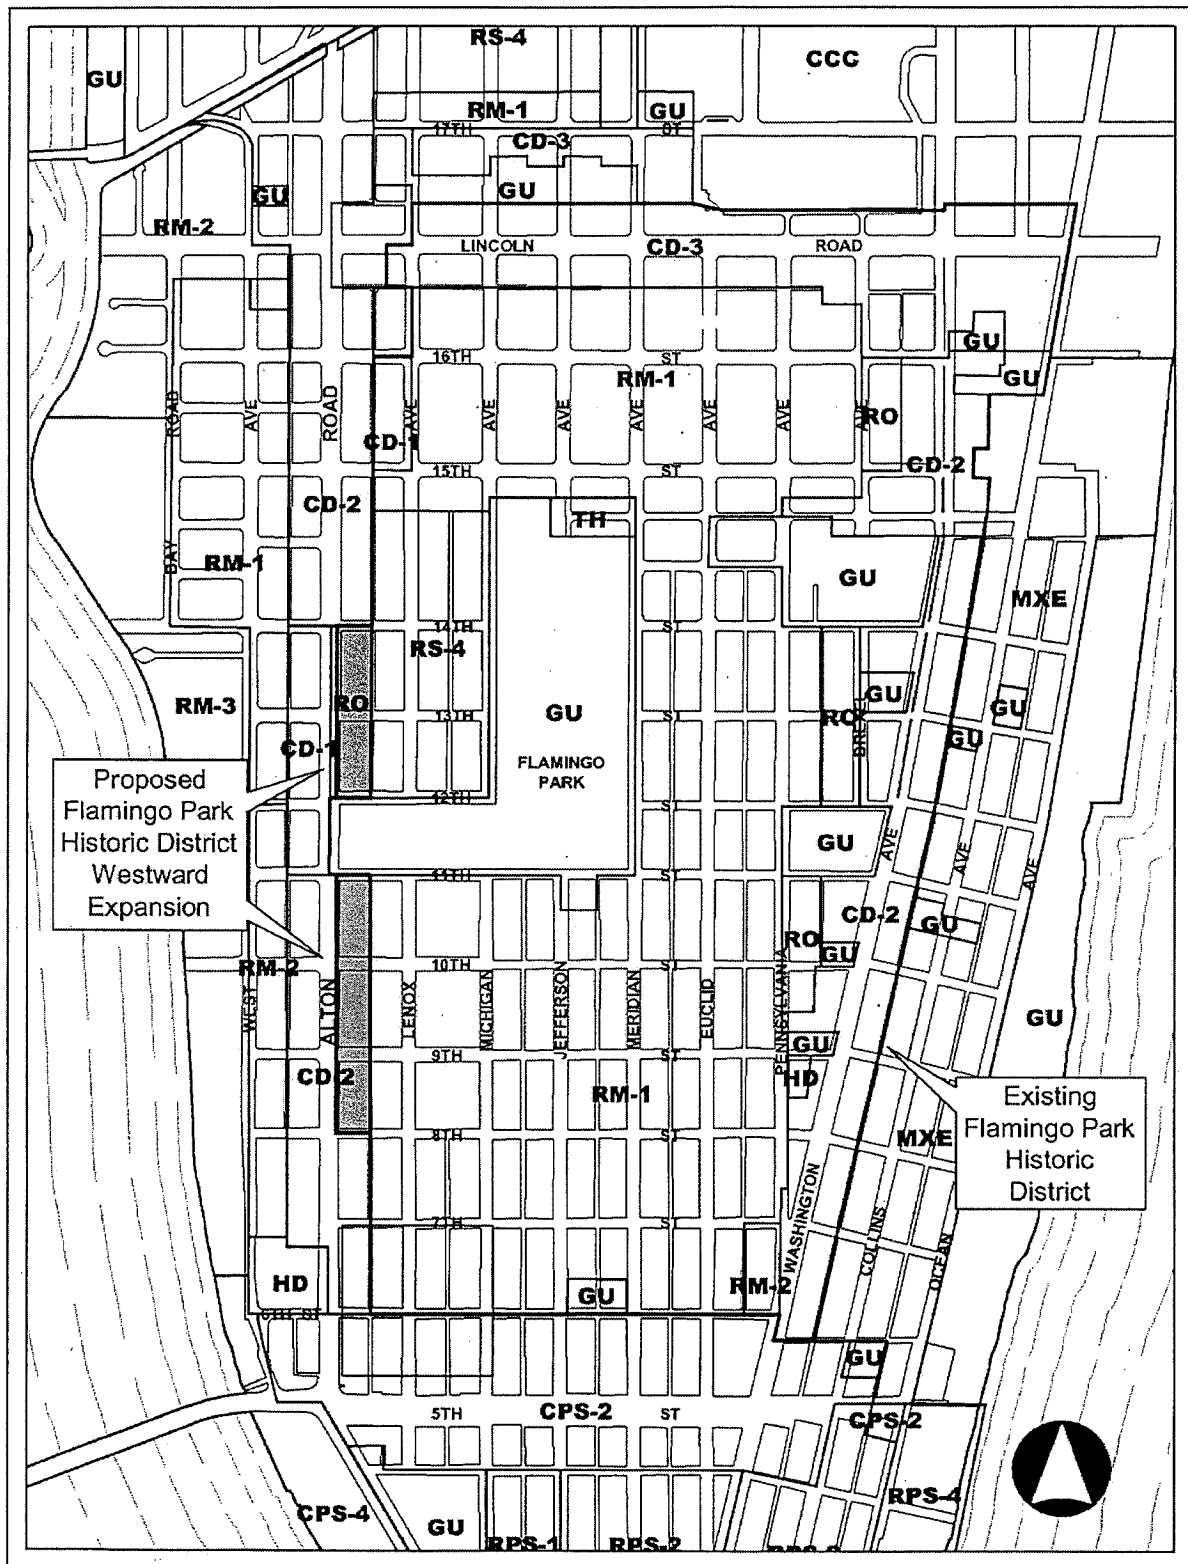 RS-4
CCC
GU
RM-1
GU
17TH
ST
CD-3
GU
GU
RM-2
LINCOLN
CD-3
ROAD
GU
16TH
ST
RM-1
GU
ROAD
AVE
ROAD
AVE
AVE
AVE
AVE
AVE
AVE
AVE
RO
CD-1
15TH
ST
CD-2
CD-2
TH
BAY
RM-1
GU
MXE
14TH
ST
RS-4
RM-3
RO
GU
GU
GU
RO
DREXEL
GU
13TH
ST
CD-1
FLAMINGO
PARK
Proposed
Flamingo Park
Historic District
Westward
Expansion
12TH
ST
GU
AVE
AVE
AVE
11TH
ST
CD-2
GU
RO
GU
RM-2
10TH
ST
WEST
ALTON
LENOX
MICHIGAN
JEFFERSON
MERIDIAN
EUCLID
PENNSYLVANIA
GU
GU
9TH
ST
CD-2
HD
RM-1
Existing
Flamingo Park
Historic
District
8TH
ST
MXE
WASHINGTON
COLLINS
OCEAN
7TH
ST
HD
GU
RM-2
6TH ST
GU
5TH
CPS-2
ST
CPS-2
CPS-4
GU
RPS-1
RPS-2
RPS-4